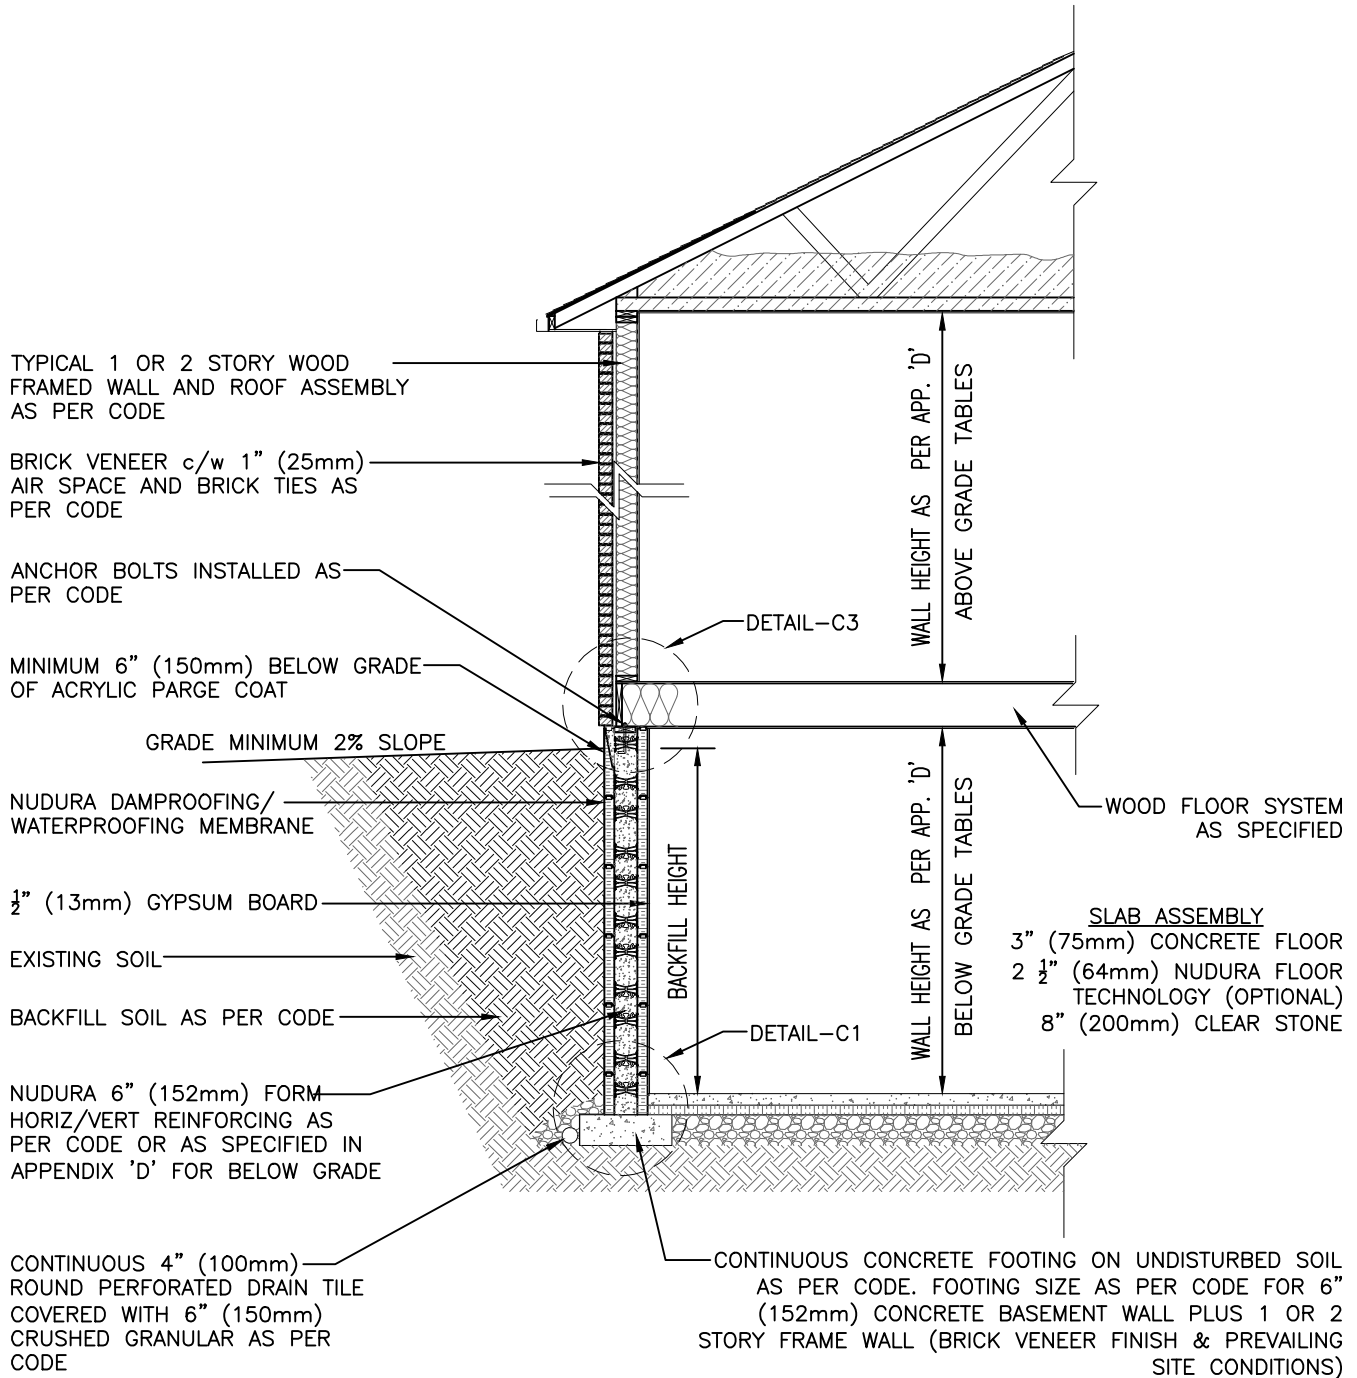 TYPICAL 1 OR 2 STORY WOOD
FRAMED WALL AND ROOF ASSEMBLY
AS PER CODE
BRICK VENEER c/w 1" (25mm)
AIR SPACE AND BRICK TIES AS
PER CODE
ANCHOR BOLTS INSTALLED AS
PER CODE
MINIMUM 6" (150mm) BELOW GRADE
OF ACRYLIC PARGE COAT
GRADE MINIMUM 2% SLOPE
NUDURA DAMPROOFING/
WATERPROOFING MEMBRANE
½" (13mm) GYPSUM BOARD
EXISTING SOIL
BACKFILL SOIL AS PER CODE
NUDURA 6" (152mm) FORM
HORIZ/VERT REINFORCING AS
PER CODE OR AS SPECIFIED IN
APPENDIX 'D' FOR BELOW GRADE
CONTINUOUS 4" (100mm)
ROUND PERFORATED DRAIN TILE
COVERED WITH 6" (150mm)
CRUSHED GRANULAR AS PER
CODE
WALL HEIGHT AS PER APP. 'D'
ABOVE GRADE TABLES
DETAIL-C3
BACKFILL HEIGHT
WALL HEIGHT AS PER APP. 'D'
BELOW GRADE TABLES
DETAIL-C1
WOOD FLOOR SYSTEM
AS SPECIFIED
SLAB ASSEMBLY
3" (75mm) CONCRETE FLOOR
2 ½" (64mm) NUDURA FLOOR
TECHNOLOGY (OPTIONAL)
8" (200mm) CLEAR STONE
CONTINUOUS CONCRETE FOOTING ON UNDISTURBED SOIL
AS PER CODE. FOOTING SIZE AS PER CODE FOR 6"
(152mm) CONCRETE BASEMENT WALL PLUS 1 OR 2
STORY FRAME WALL (BRICK VENEER FINISH & PREVAILING
SITE CONDITIONS)